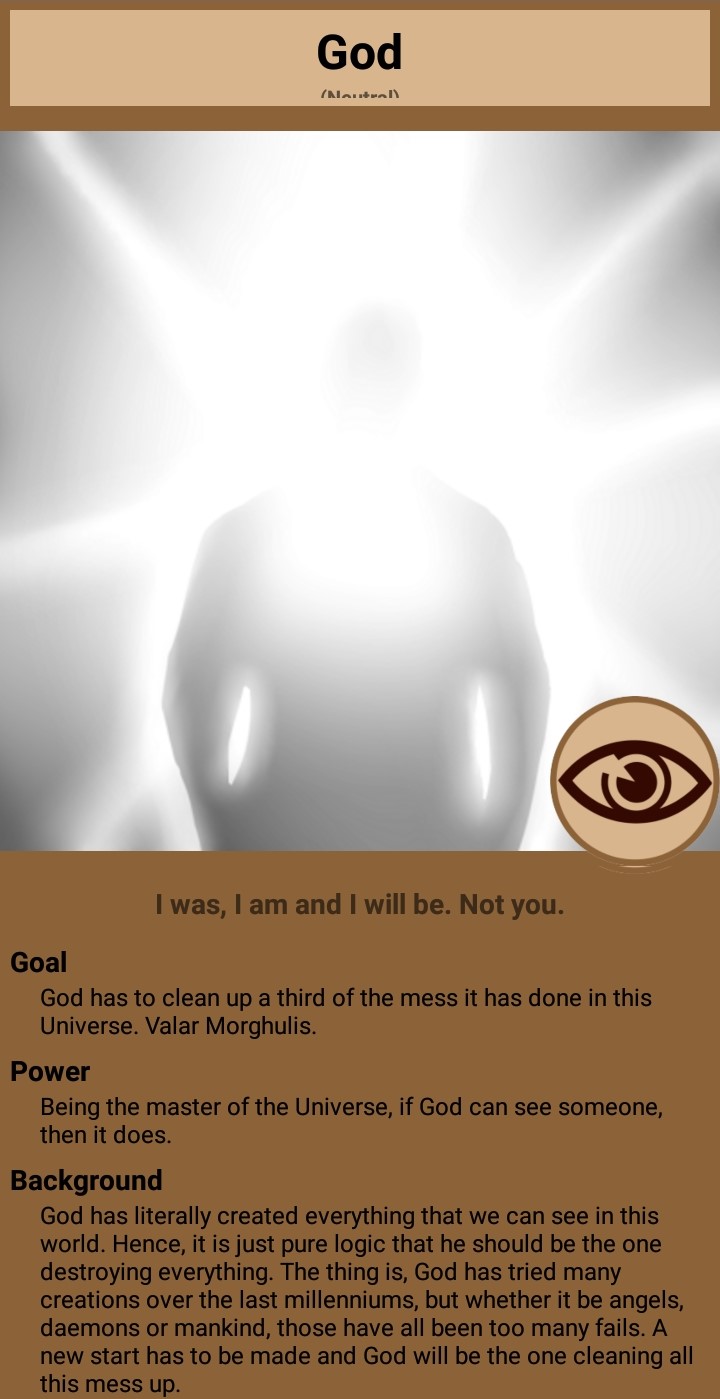 God
(Neutral)
I was, I am and I will be. Not you.
Goal
God has to clean up a third of the mess it has done in this
Universe. Valar Morghulis.
Power
Being the master of the Universe, if God can see someone,
then it does.
Background
God has literally created everything that we can see in this
world. Hence, it is just pure logic that he should be the one
destroying everything. The thing is, God has tried many
creations over the last millenniums, but whether it be angels,
daemons or mankind, those have all been too many fails. A
new start has to be made and God will be the one cleaning all
this mess up.